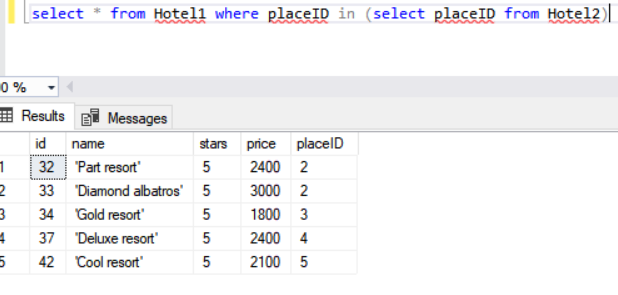 select * from Hotel1 where placeID in (select placeID from Hotel2)
0 %
Results Messages
id name stars price placeID
1 32 'Part resort' 5 2400 2
2 33 'Diamond albatros' 5 3000 2
3 34 'Gold resort' 5 1800 3
4 37 'Deluxe resort' 5 2400 4
5 42 'Cool resort' 5 2100 5